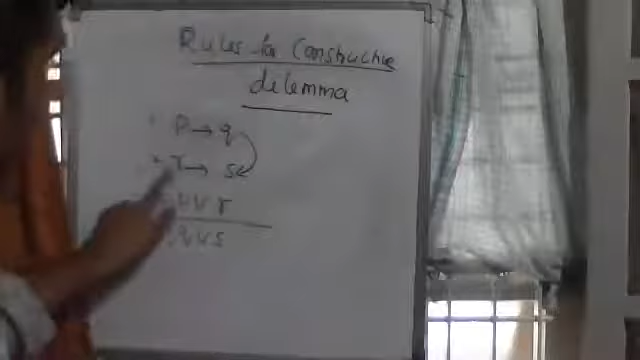 Rules for Constructive
dilemma
P → q
r → s
P V r
q V s